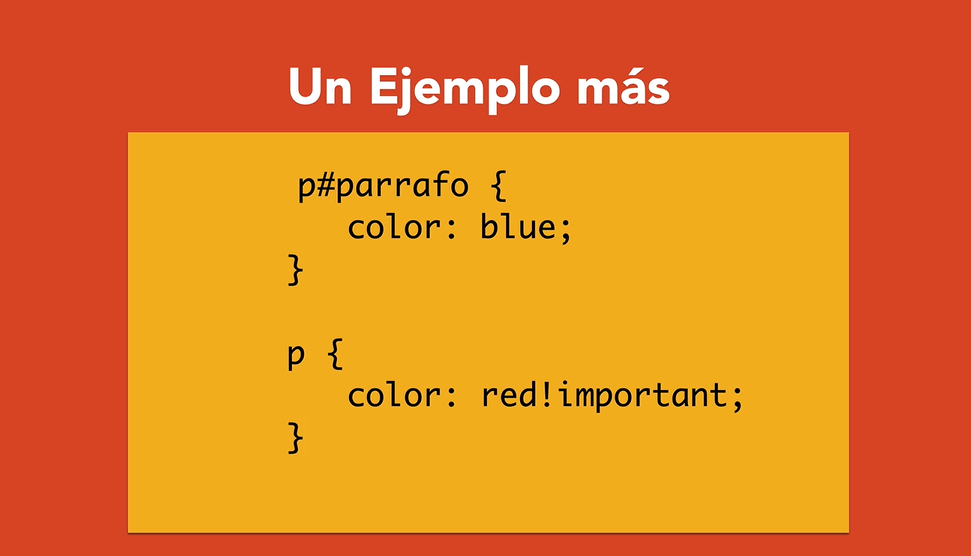 Un Ejemplo más
p#parrafo {
color: blue;
}
p {
color: red!important;
}